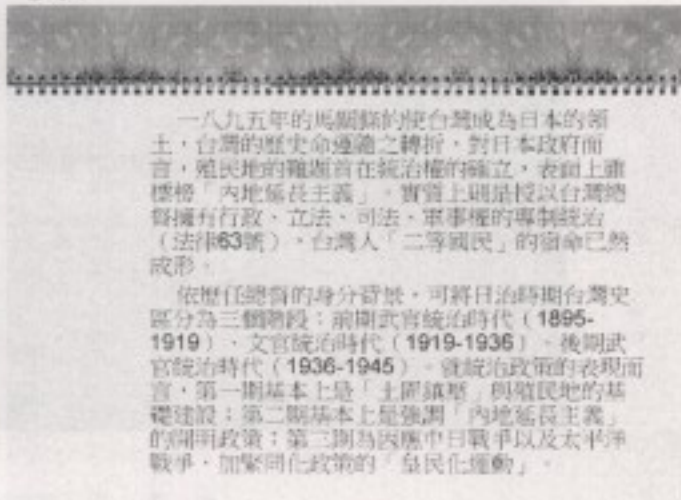 一八九五年的馬關條約使台灣成為日本的領
土，台灣的歷史命運隨之轉折，對日本政府而
言，殖民地的難題首在統治權的確立，表面上雖
標榜「內地延長主義」，實質上則是授以台灣總
督擁有行政、立法、司法、軍事權的專制統治
（法律63號），台灣人「二等國民」的宿命已然
成形。
依歷任總督的身分背景，可將日治時期台灣史
區分為三個階段：前期武官統治時代（1895-
1919）、文官統治時代（1919-1936）、後期武
官統治時代（1936-1945）。就統治政策的表現而
言，第一期基本上是「土匪鎮壓」與殖民地的基
礎建設；第二期基本上是強調「內地延長主義」
的開明政策；第三期為因應中日戰爭以及太平洋
戰爭，加緊同化政策的「皇民化運動」。